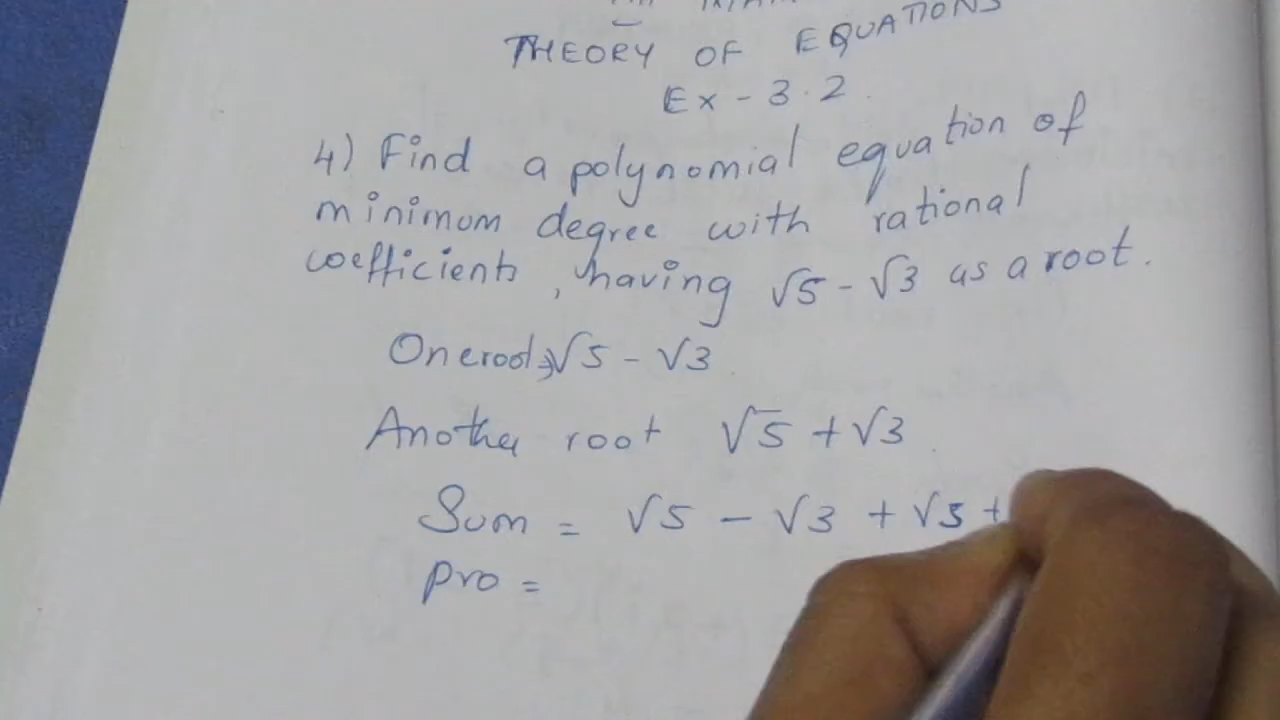 THEORY OF EQUATIONS
Ex - 3.2
4) Find a polynomial equation of
minimum degree with rational
coefficients, having √5 - √3 as a root.
One root √5 - √3
Another root √5 + √3
Sum = √5 - √3 + √5 +
pro =